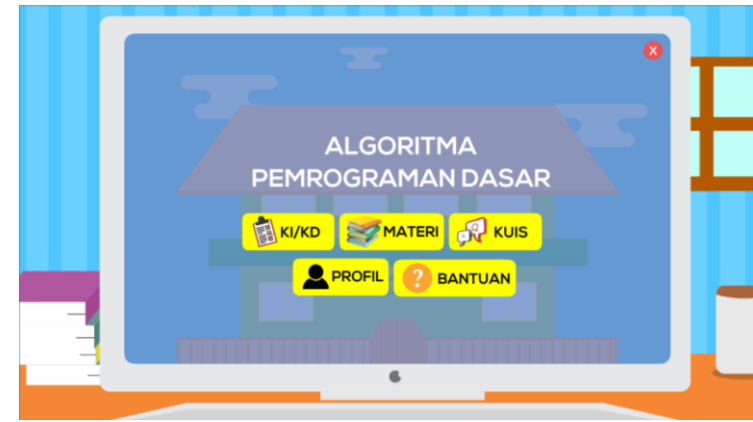 X
ALGORITMA
PEMROGRAMAN DASAR
KI/KD MATERI KUIS
PROFIL ? BANTUAN